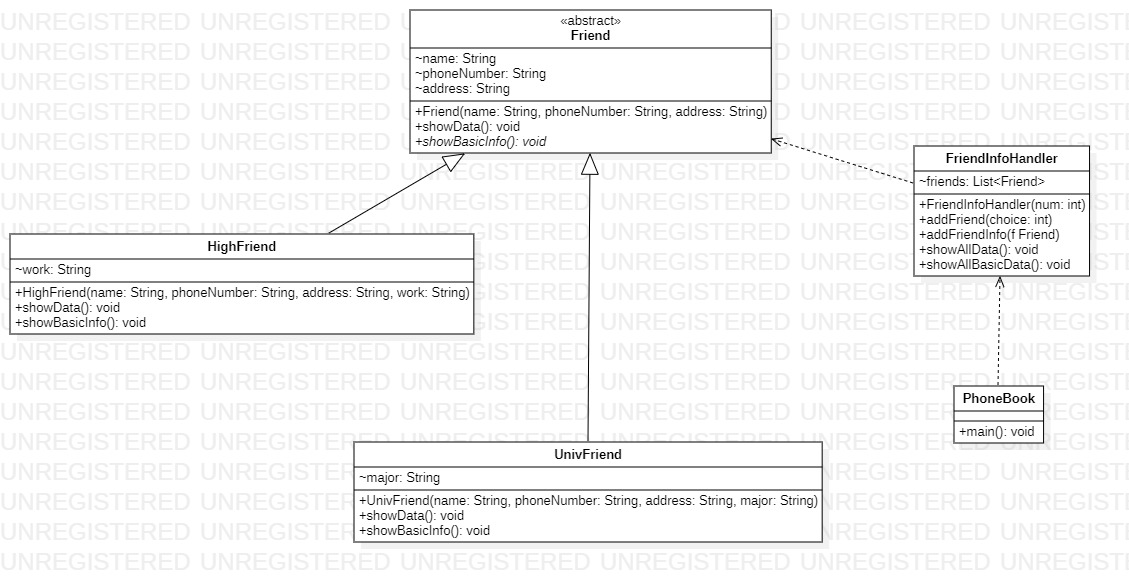 «abstract»
Friend
~name: String
~phoneNumber: String
~address: String
+Friend(name: String, phoneNumber: String, address: String)
+showData(): void
+showBasicInfo(): void
FriendInfoHandler
~friends: List<Friend>
+FriendInfoHandler(num: int)
+addFriend(choice: int)
+addFriendInfo(f Friend)
+showAllData(): void
+showAllBasicData(): void
HighFriend
~work: String
+HighFriend(name: String, phoneNumber: String, address: String, work: String)
+showData(): void
+showBasicInfo(): void
PhoneBook
+main(): void
UnivFriend
~major: String
+UnivFriend(name: String, phoneNumber: String, address: String, major: String)
+showData(): void
+showBasicInfo(): void
UNREGISTERED